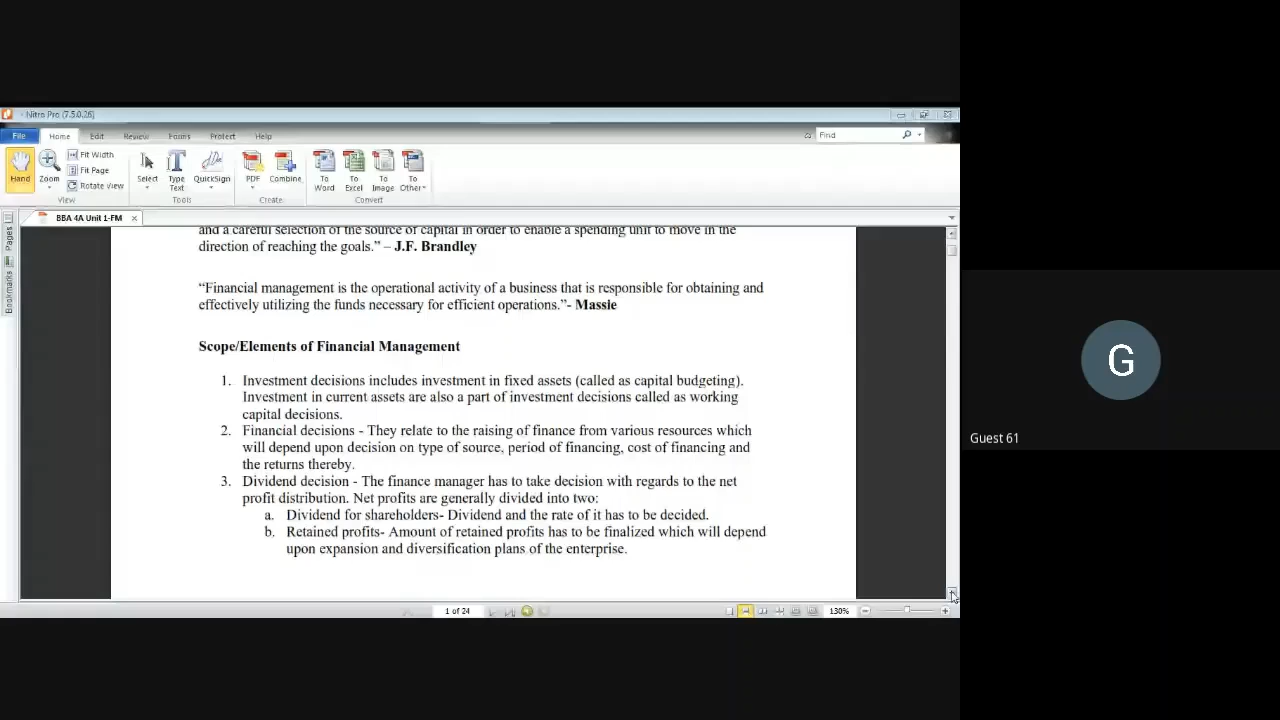 - Nitro Pro (7.5.0.26)
File Home Edit Review Forms Protect Help
Find
Hand
Zoom
Fit Width
Fit Page
Rotate View
View
Select
Type Text
QuickSign
Tools
PDF
Combine
Create
To Word
To Excel
To Image
To Other
Convert
BBA 4A Unit 1-FM
Pages
Bookmarks
and a careful selection of the source of capital in order to enable a spending unit to move in the
direction of reaching the goals.” – J.F. Brandley
“Financial management is the operational activity of a business that is responsible for obtaining and
effectively utilizing the funds necessary for efficient operations.”- Massie
Scope/Elements of Financial Management
1. Investment decisions includes investment in fixed assets (called as capital budgeting).
Investment in current assets are also a part of investment decisions called as working
capital decisions.
2. Financial decisions - They relate to the raising of finance from various resources which
will depend upon decision on type of source, period of financing, cost of financing and
the returns thereby.
3. Dividend decision - The finance manager has to take decision with regards to the net
profit distribution. Net profits are generally divided into two:
a. Dividend for shareholders- Dividend and the rate of it has to be decided.
b. Retained profits- Amount of retained profits has to be finalized which will depend
upon expansion and diversification plans of the enterprise.
1 of 24
130%
G
Guest 61